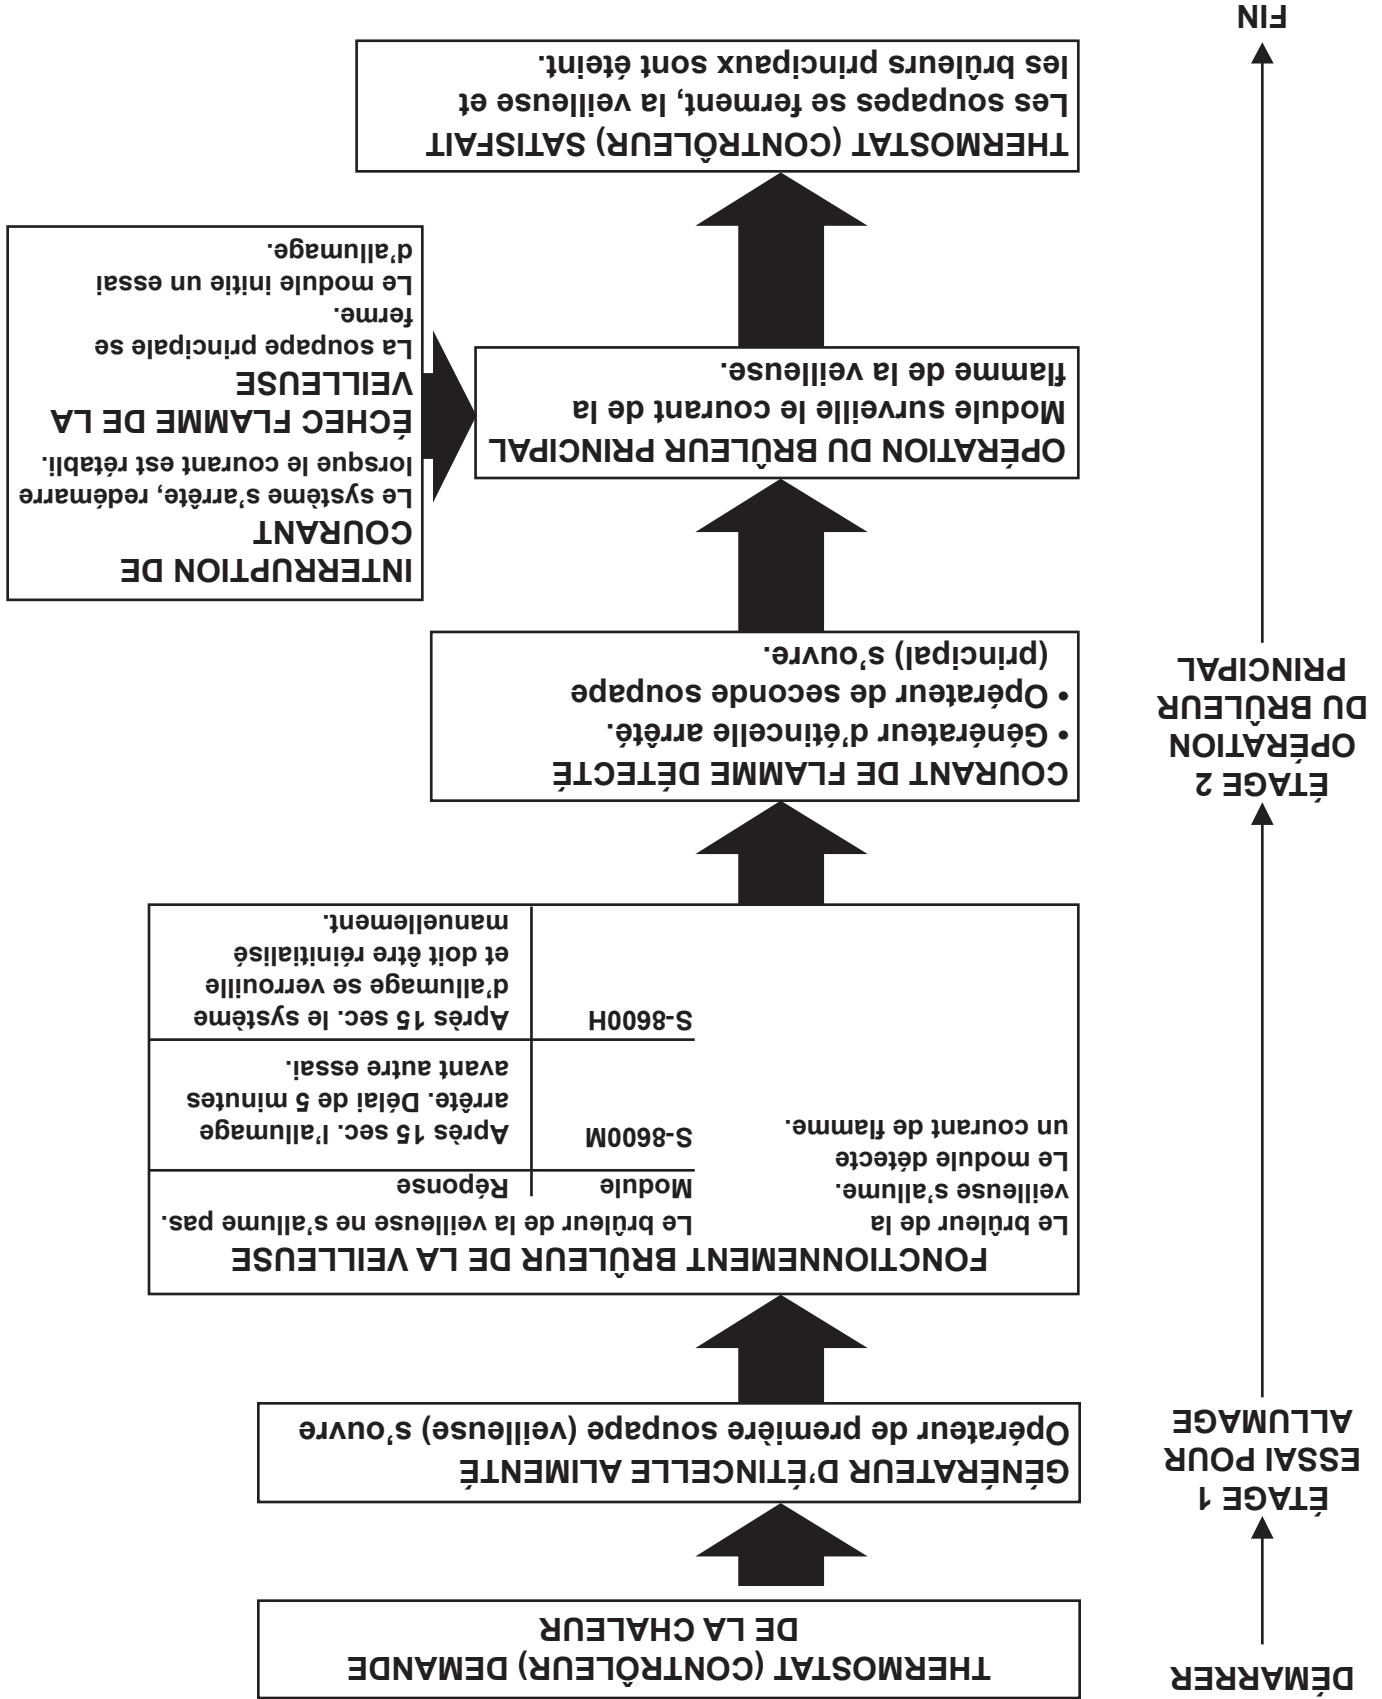 DÉMARRER
THERMOSTAT (CONTRÔLEUR) DEMANDE
DE LA CHALEUR
ÉTAGE 1
ESSAI POUR
ALLUMAGE
GÉNÉRATEUR D’ÉTINCELLE ALIMENTÉ
Opérateur de première soupape (veilleuse) s’ouvre
FONCTIONNEMENT BRÛLEUR DE LA VEILLEUSE
Le brûleur de la
veilleuse s’allume.
Le module détecte
un courant de flamme.
Le brûleur de la veilleuse ne s’allume pas.
Module Réponse
S-8600M
Après 15 sec. l’allumage
arrête. Délai de 5 minutes
avant autre essai.
S-8600H
Après 15 sec. le système
d’allumage se verrouille
et doit être réinitialisé
manuellement.
ÉTAGE 2
OPÉRATION
DU BRÛLEUR
PRINCIPAL
COURANT DE FLAMME DÉTECTÉ
• Générateur d’étincelle arrêté.
• Opérateur de seconde soupape
(principal) s’ouvre.
OPÉRATION DU BRÛLEUR PRINCIPAL
Module surveille le courant de la
flamme de la veilleuse.
INTERRUPTION DE
COURANT
Le système s’arrête, redémarre
lorsque le courant est rétabli.
ÉCHEC FLAMME DE LA
VEILLEUSE
La soupape principale se
ferme.
Le module initie un essai
d’allumage.
THERMOSTAT (CONTRÔLEUR) SATISFAIT
Les soupapes se ferment, la veilleuse et
les brûleurs principaux sont éteint.
FIN